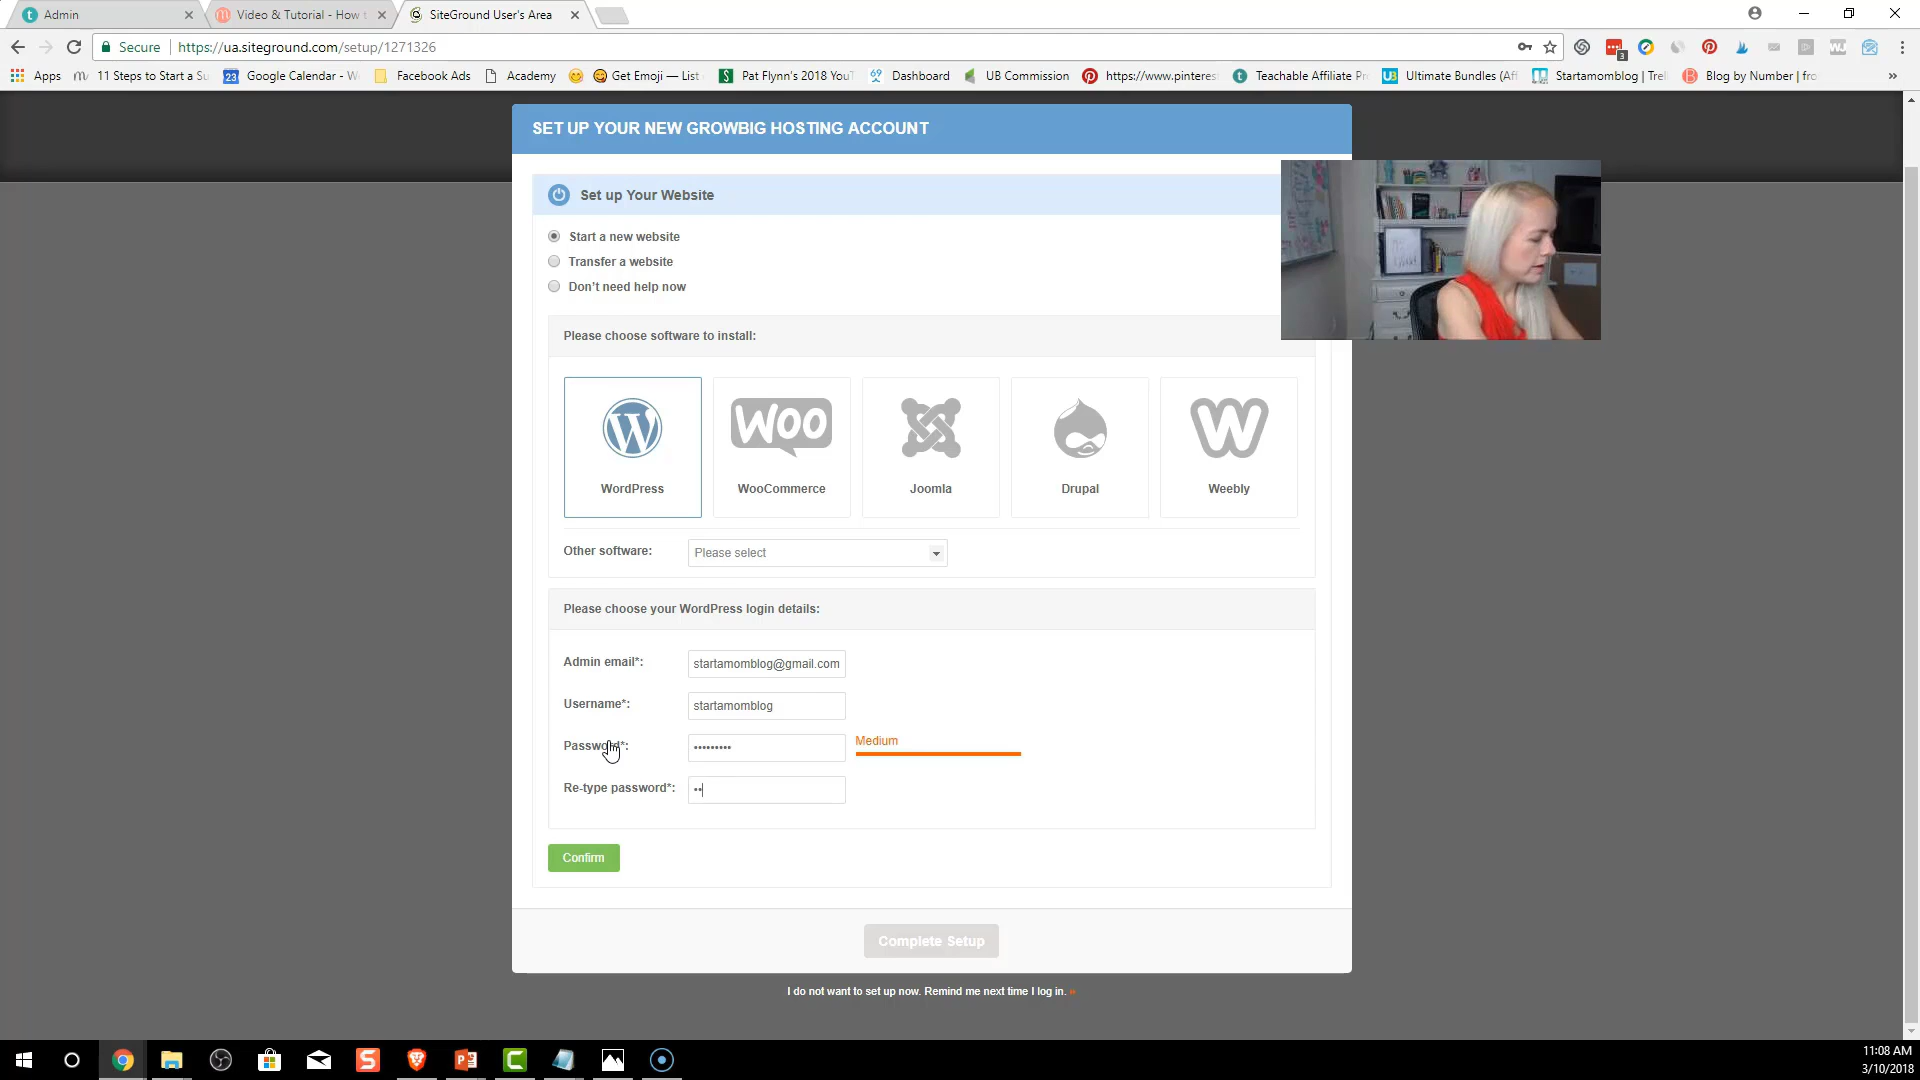 Admin
Video & Tutorial - How t
SiteGround User's Area
Secure
https://ua.siteground.com/setup/1271326
3
Apps
11 Steps to Start a Su
23
Google Calendar - W
Facebook Ads
Academy
Get Emoji — List
Pat Flynn's 2018 YouT
Dashboard
UB Commission
https://www.pinteres
Teachable Affiliate Pr
Ultimate Bundles (Aff
Startamomblog | Trel
Blog by Number | fro
»
SET UP YOUR NEW GROWBIG HOSTING ACCOUNT
Set up Your Website
Start a new website
Transfer a website
Don't need help now
Please choose software to install:
WOO
WordPress
WooCommerce
Joomla
Drupal
Weebly
Other software:
Please select
Please choose your WordPress login details:
Admin email*:
startamomblog@gmail.com
Username*:
startamomblog
Password*:
•••••••••
Medium
Re-type password*:
••
Confirm
Complete Setup
I do not want to set up now. Remind me next time I log in. »
11:08 AM
3/10/2018